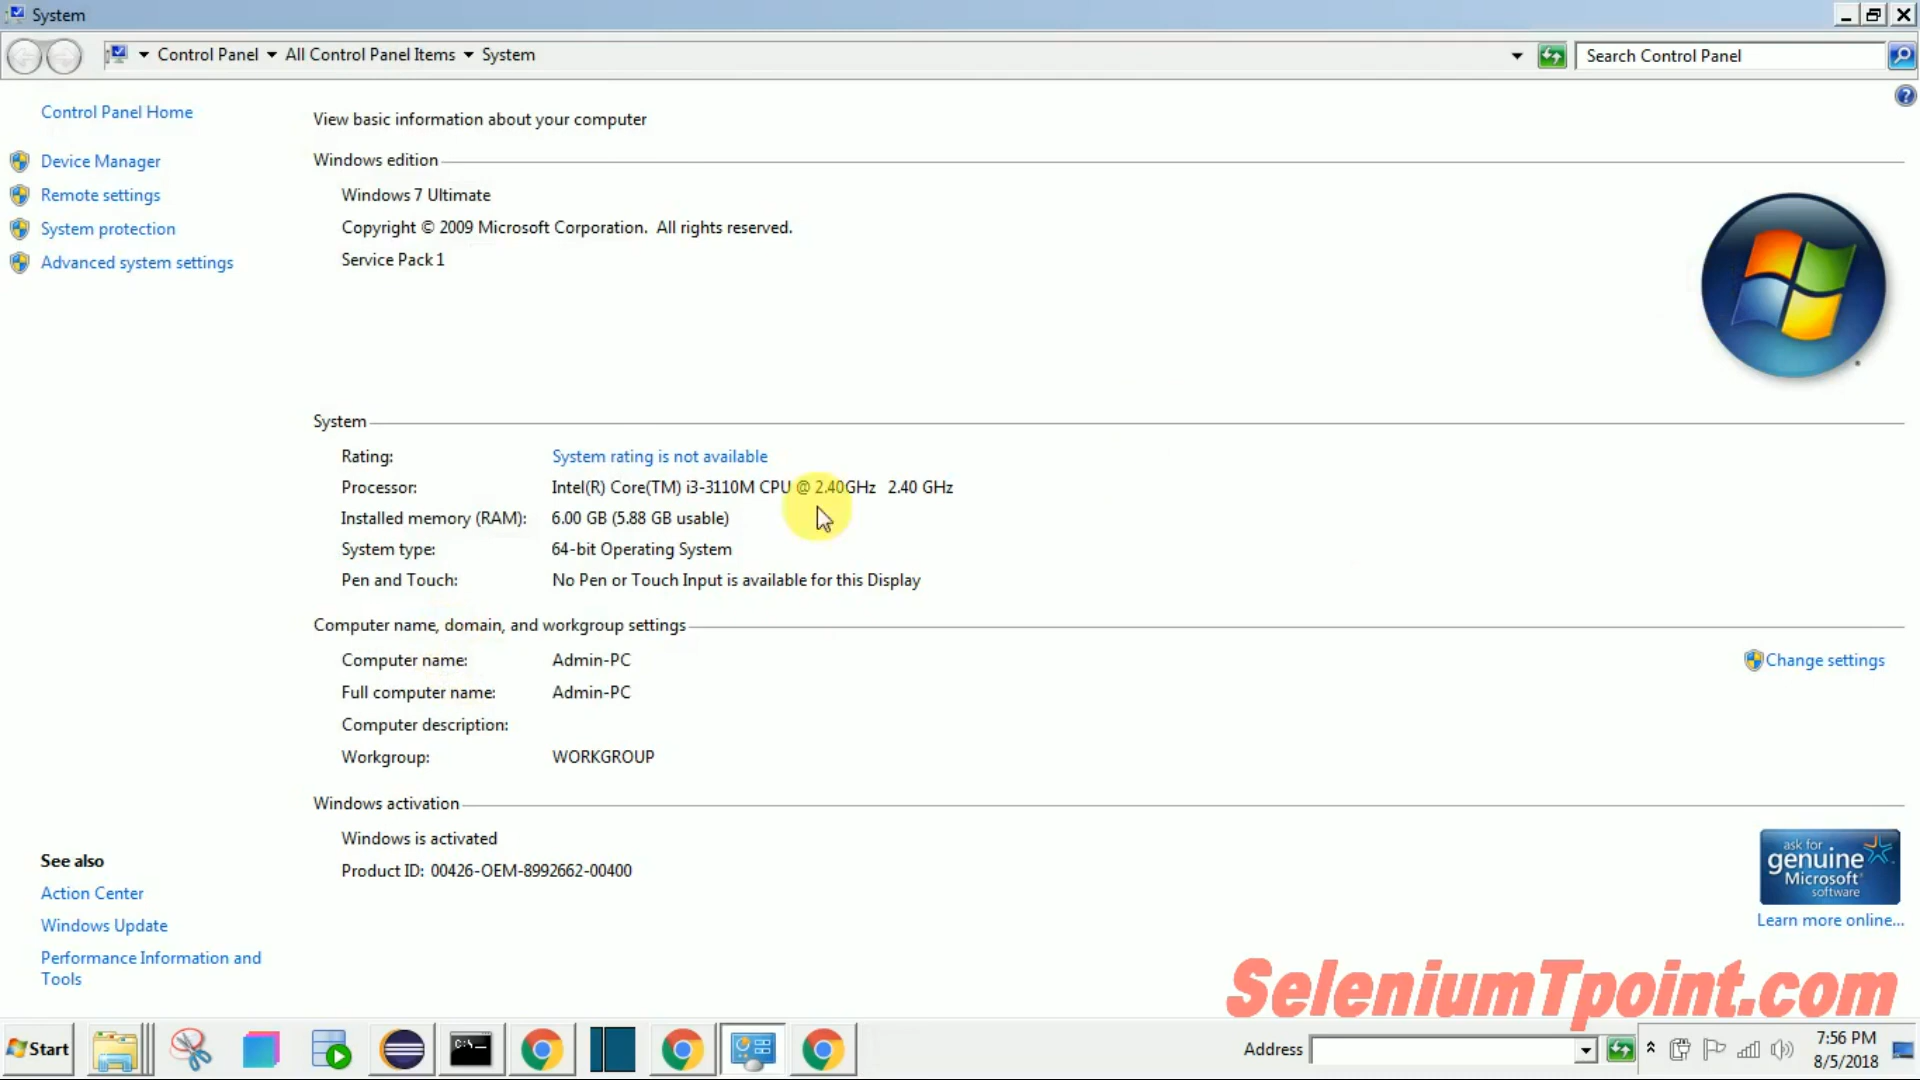 System
Control Panel All Control Panel Items System
Search Control Panel
Control Panel Home
Device Manager
Remote settings
System protection
Advanced system settings
View basic information about your computer
Windows edition
Windows 7 Ultimate
Copyright © 2009 Microsoft Corporation. All rights reserved.
Service Pack 1
System
Rating: System rating is not available
Processor: Intel(R) Core(TM) i3-3110M CPU @ 2.40GHz 2.40 GHz
Installed memory (RAM): 6.00 GB (5.88 GB usable)
System type: 64-bit Operating System
Pen and Touch: No Pen or Touch Input is available for this Display
Computer name, domain, and workgroup settings
Computer name: Admin-PC
Change settings
Full computer name: Admin-PC
Computer description:
Workgroup: WORKGROUP
Windows activation
Windows is activated
Product ID: 00426-OEM-8992662-00400
ask for
genuine
Microsoft
software
Learn more online...
See also
Action Center
Windows Update
Performance Information and
Tools
SeleniumTpoint.com
Start
C:\_
Address
7:56 PM
8/5/2018